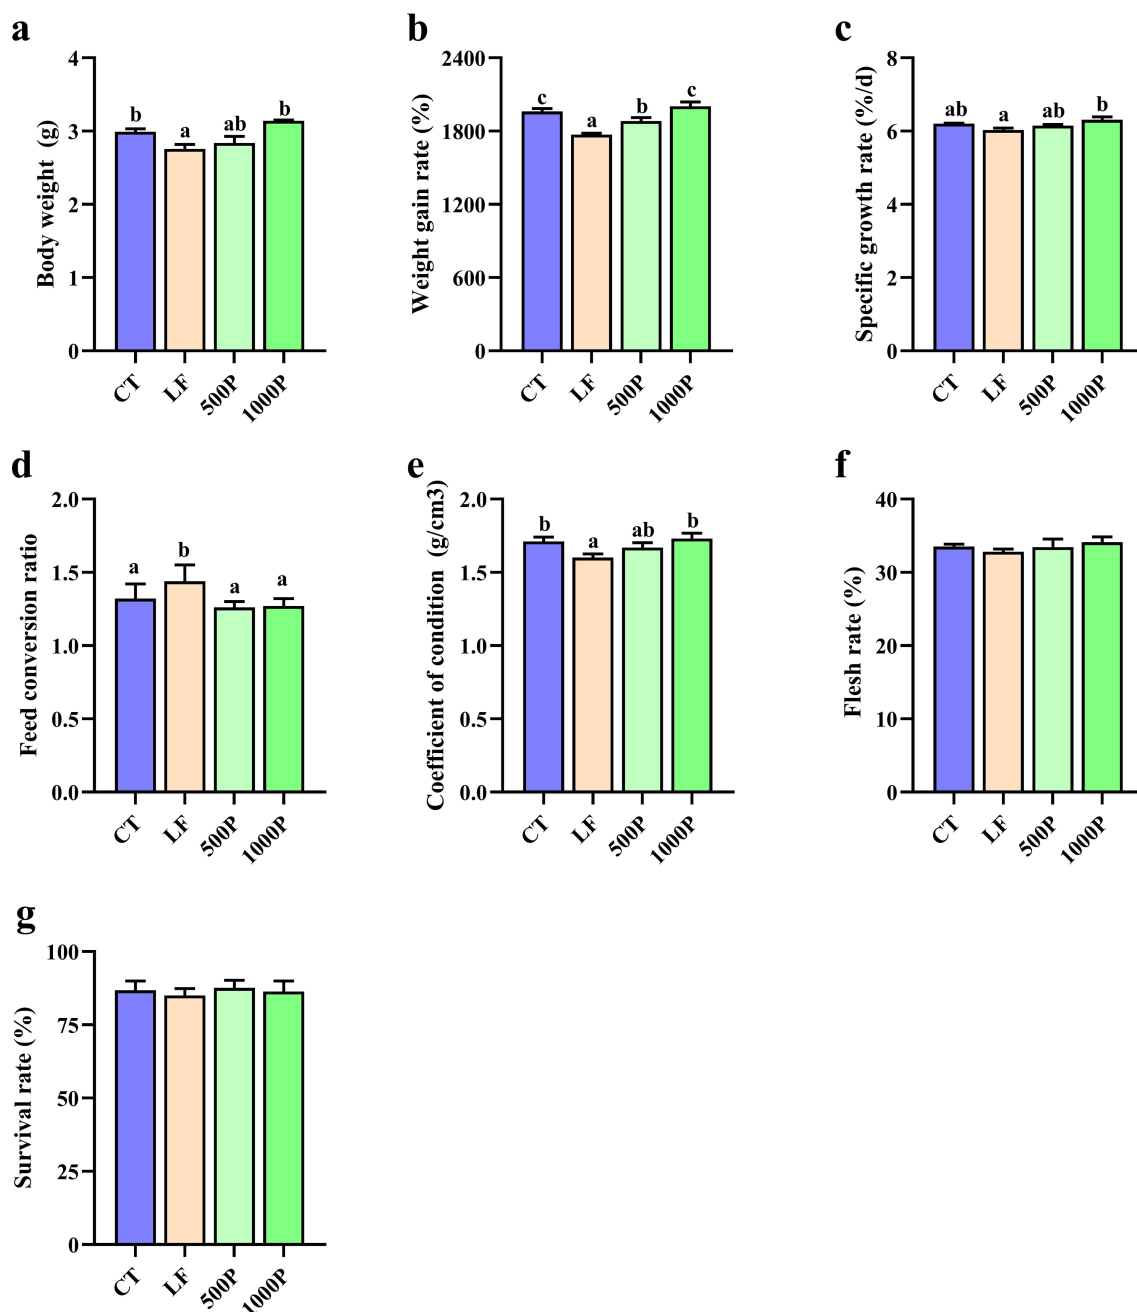 a
Body weight (g)
4
3
2
1
0
b
a
ab
b
CT
LF
500P
1000P
b
Weight gain rate (%)
2400
1800
1200
600
0
c
a
b
c
CT
LF
500P
1000P
c
Specific growth rate (%/d)
8
6
4
2
0
ab
a
ab
b
CT
LF
500P
1000P
d
Feed conversion ratio
2.0
1.5
1.0
0.5
0.0
a
b
a
a
CT
LF
500P
1000P
e
Coefficient of condition (g/cm3)
2.0
1.5
1.0
0.5
0.0
b
a
ab
b
CT
LF
500P
1000P
f
Flesh rate (%)
40
30
20
10
0
CT
LF
500P
1000P
g
Survival rate (%)
100
75
50
25
0
CT
LF
500P
1000P